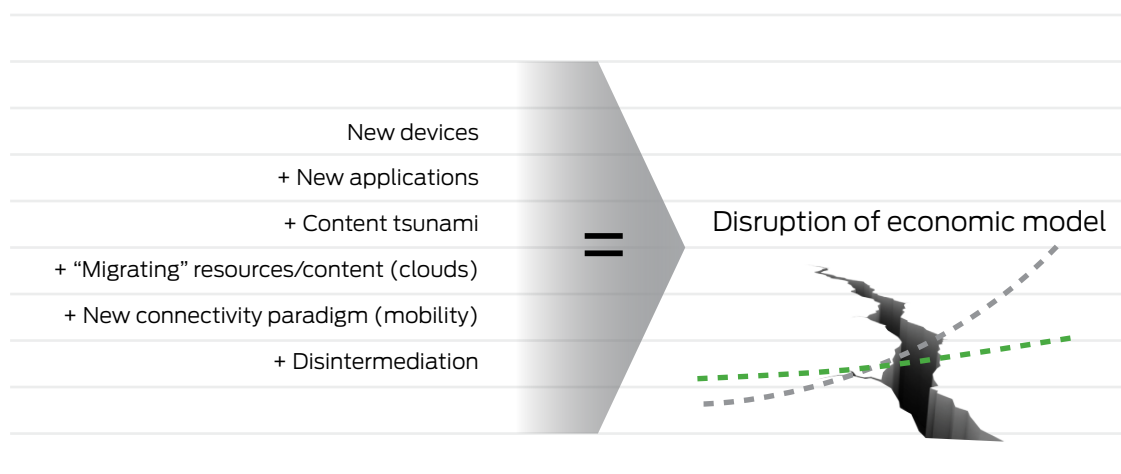 New devices
+ New applications
+ Content tsunami
+ “Migrating” resources/content (clouds)
+ New connectivity paradigm (mobility)
+ Disintermediation
=
Disruption of economic model